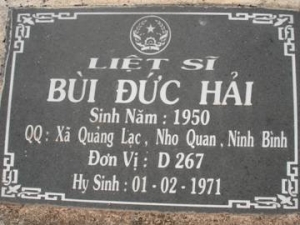 LIỆT SĨ
BÙI ĐỨC HẢI
Sinh Năm : 1950
QQ : Xã Quảng Lạc, Nho Quan, Ninh Bình
Đơn Vị : D 267
Hy Sinh : 01 - 02 - 1971